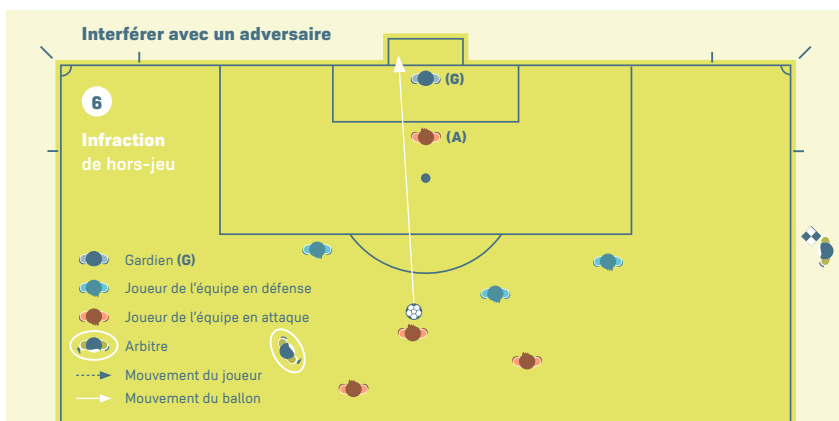 Interférer avec un adversaire
(G)
6
(A)
Infraction
de hors-jeu
Gardien (G)
Joueur de l'équipe en défense
Joueur de l'équipe en attaque
Arbitre
Mouvement du joueur
Mouvement du ballon